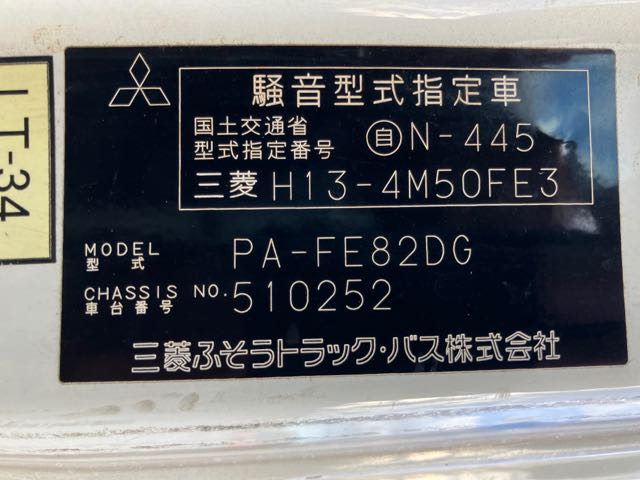 LT-34
騒音型式指定車
国土交通省
型式指定番号 自N-445
三菱 H13-4M50FE3
MODEL
型式 PA-FE82DG
CHASSIS NO.
車台番号 510252
三菱ふそうトラック・バス株式会社